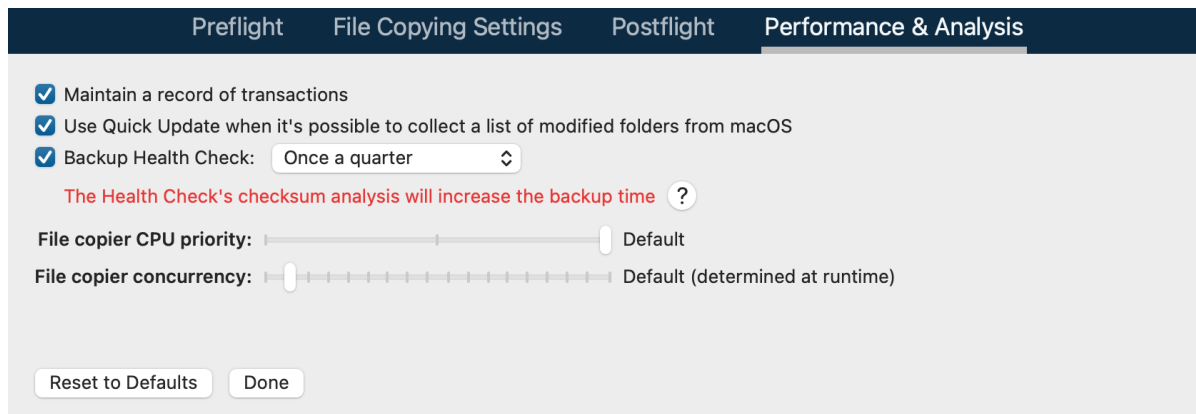 Preflight File Copying Settings Postflight Performance & Analysis
Maintain a record of transactions
Use Quick Update when it's possible to collect a list of modified folders from macOS
Backup Health Check: Once a quarter
The Health Check's checksum analysis will increase the backup time ?
File copier CPU priority: Default
File copier concurrency: Default (determined at runtime)
Reset to Defaults Done